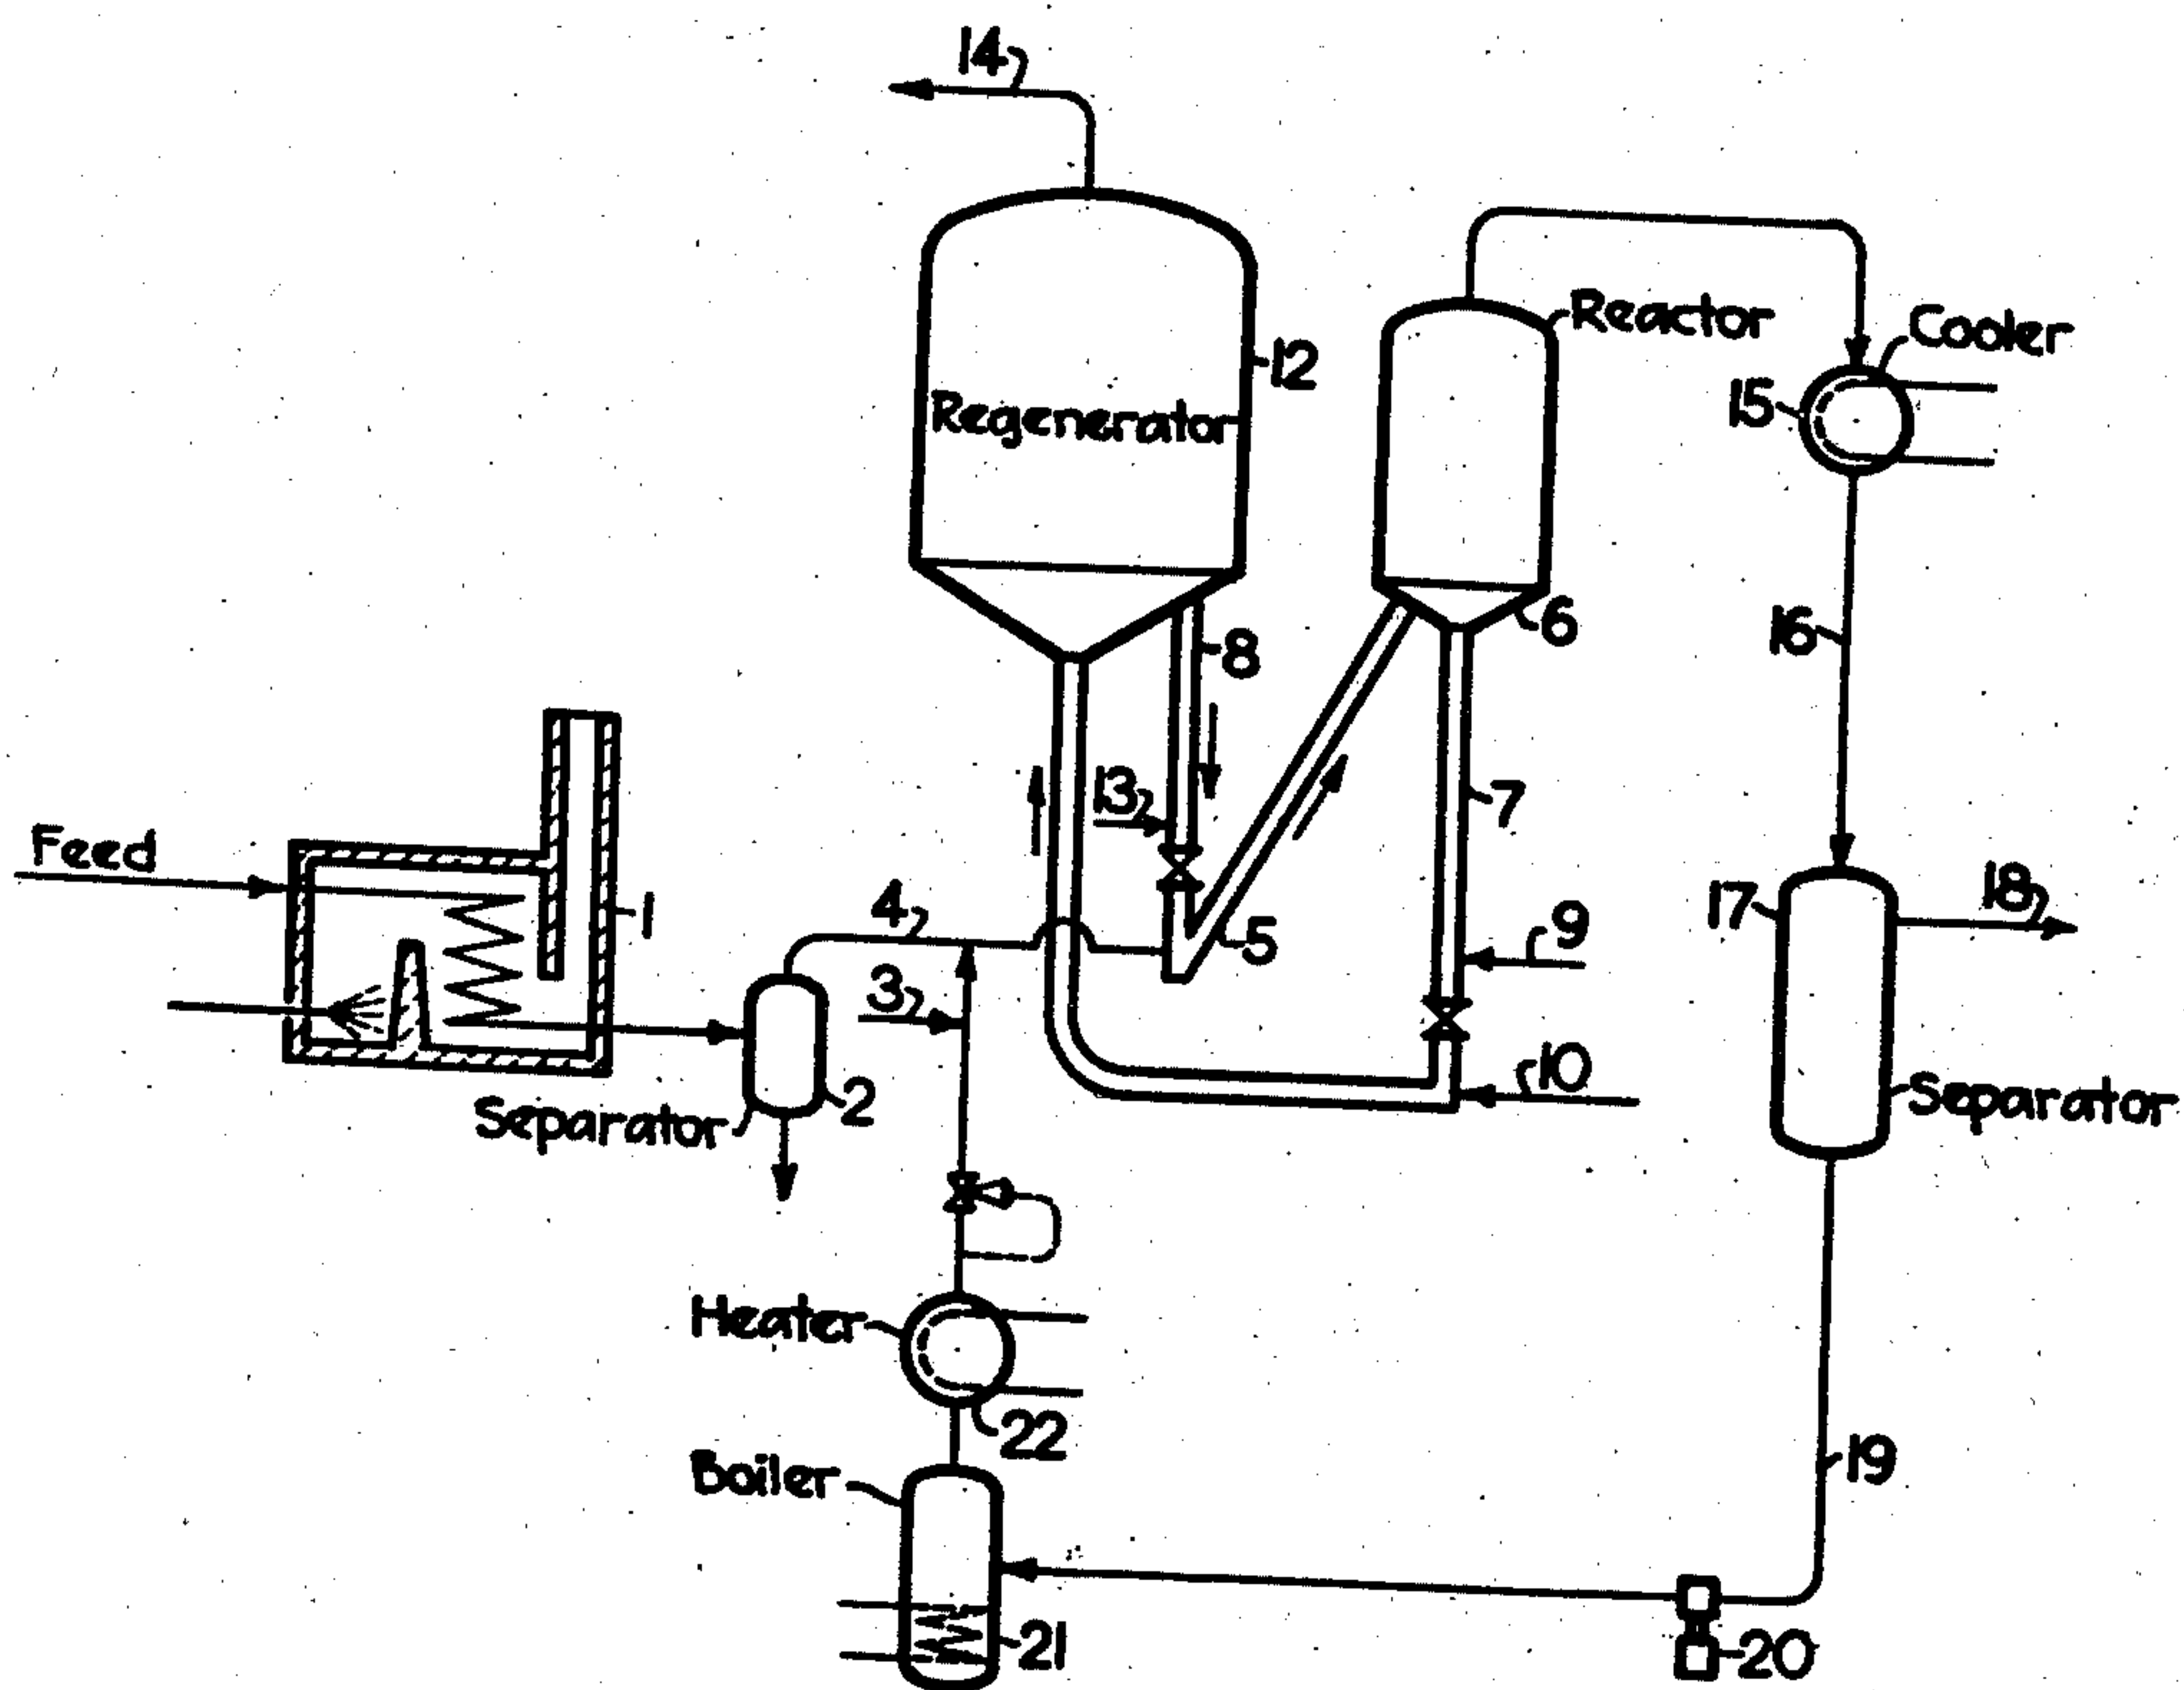 14
Reactor
Cooler
12
15
Regenerator
6
8
16
13
7
Feed
1
4
5
9
17
18
3
10
2
Separator
Separator
Heater
22
19
Boiler
21
20